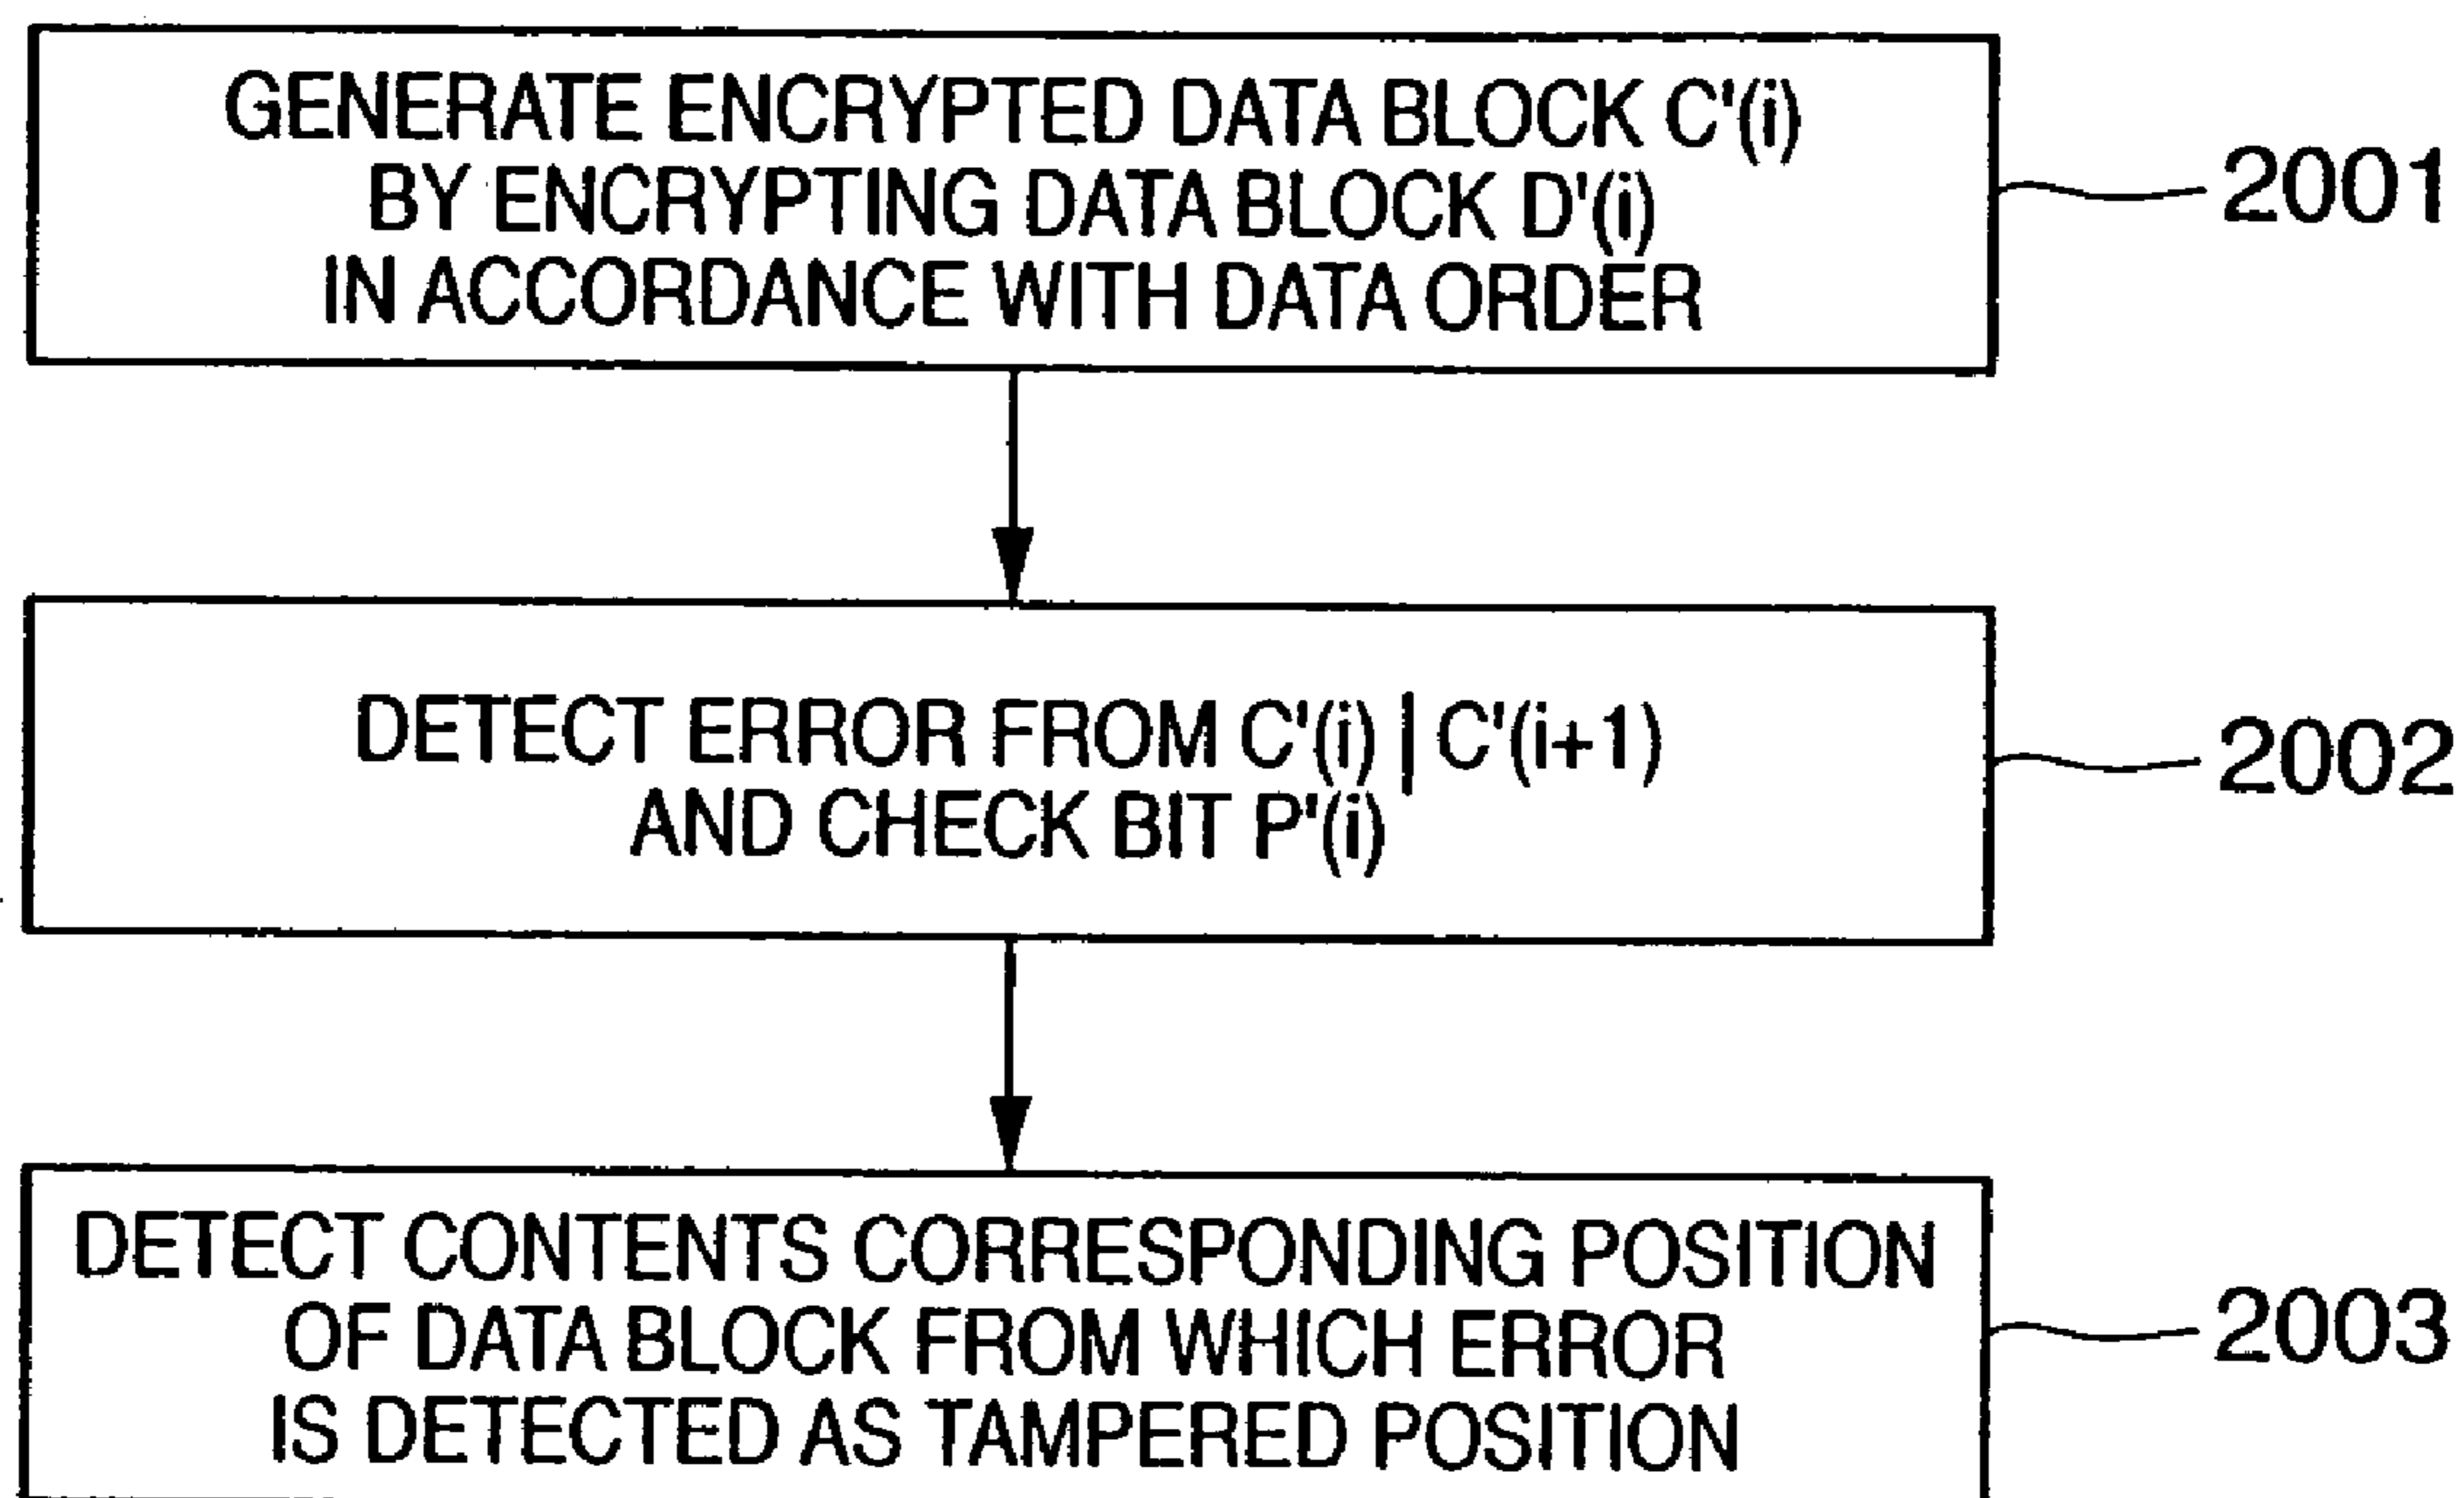 GENERATE ENCRYPTED DATA BLOCK C'(i)
BY ENCRYPTING DATA BLOCK D'(i)
IN ACCORDANCE WITH DATA ORDER
2001
DETECT ERROR FROM C'(i) | C'(i+1)
AND CHECK BIT P'(i)
2002
DETECT CONTENTS CORRESPONDING POSITION
OF DATA BLOCK FROM WHICH ERROR
IS DETECTED AS TAMPERED POSITION
2003